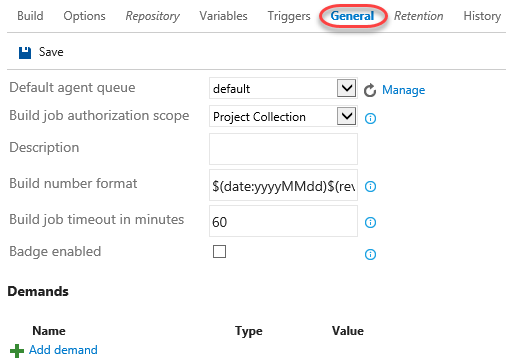 Build Options Repository Variables Triggers General Retention History
Save
Default agent queue default Manage
Build job authorization scope Project Collection
Description
Build number format $(date:yyyyMMdd)$(rev
Build job timeout in minutes 60
Badge enabled
Demands
Name Type Value
Add demand